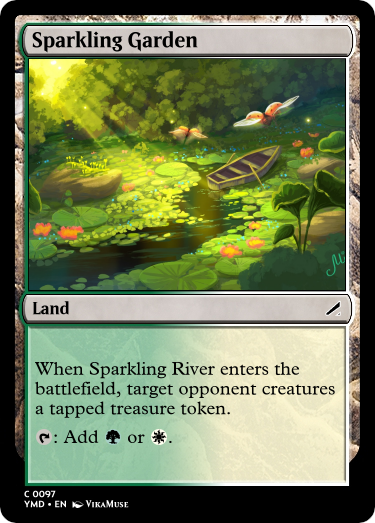 Sparkling Garden
Land
When Sparkling River enters the
battlefield, target opponent creatures
a tapped treasure token.
: Add or .
C 0097
YMD • EN VikaMuse